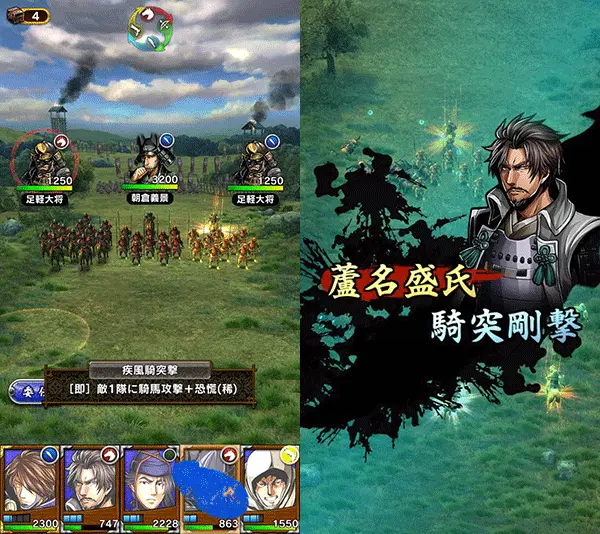 4
1250
3200
1250
足軽大将
朝倉義景
足軽大将
疾風騎突撃
[即]敵1隊に騎馬攻撃+恐慌(稀)
2300
747
2228
863
1550
蘆名盛氏
騎突剛撃